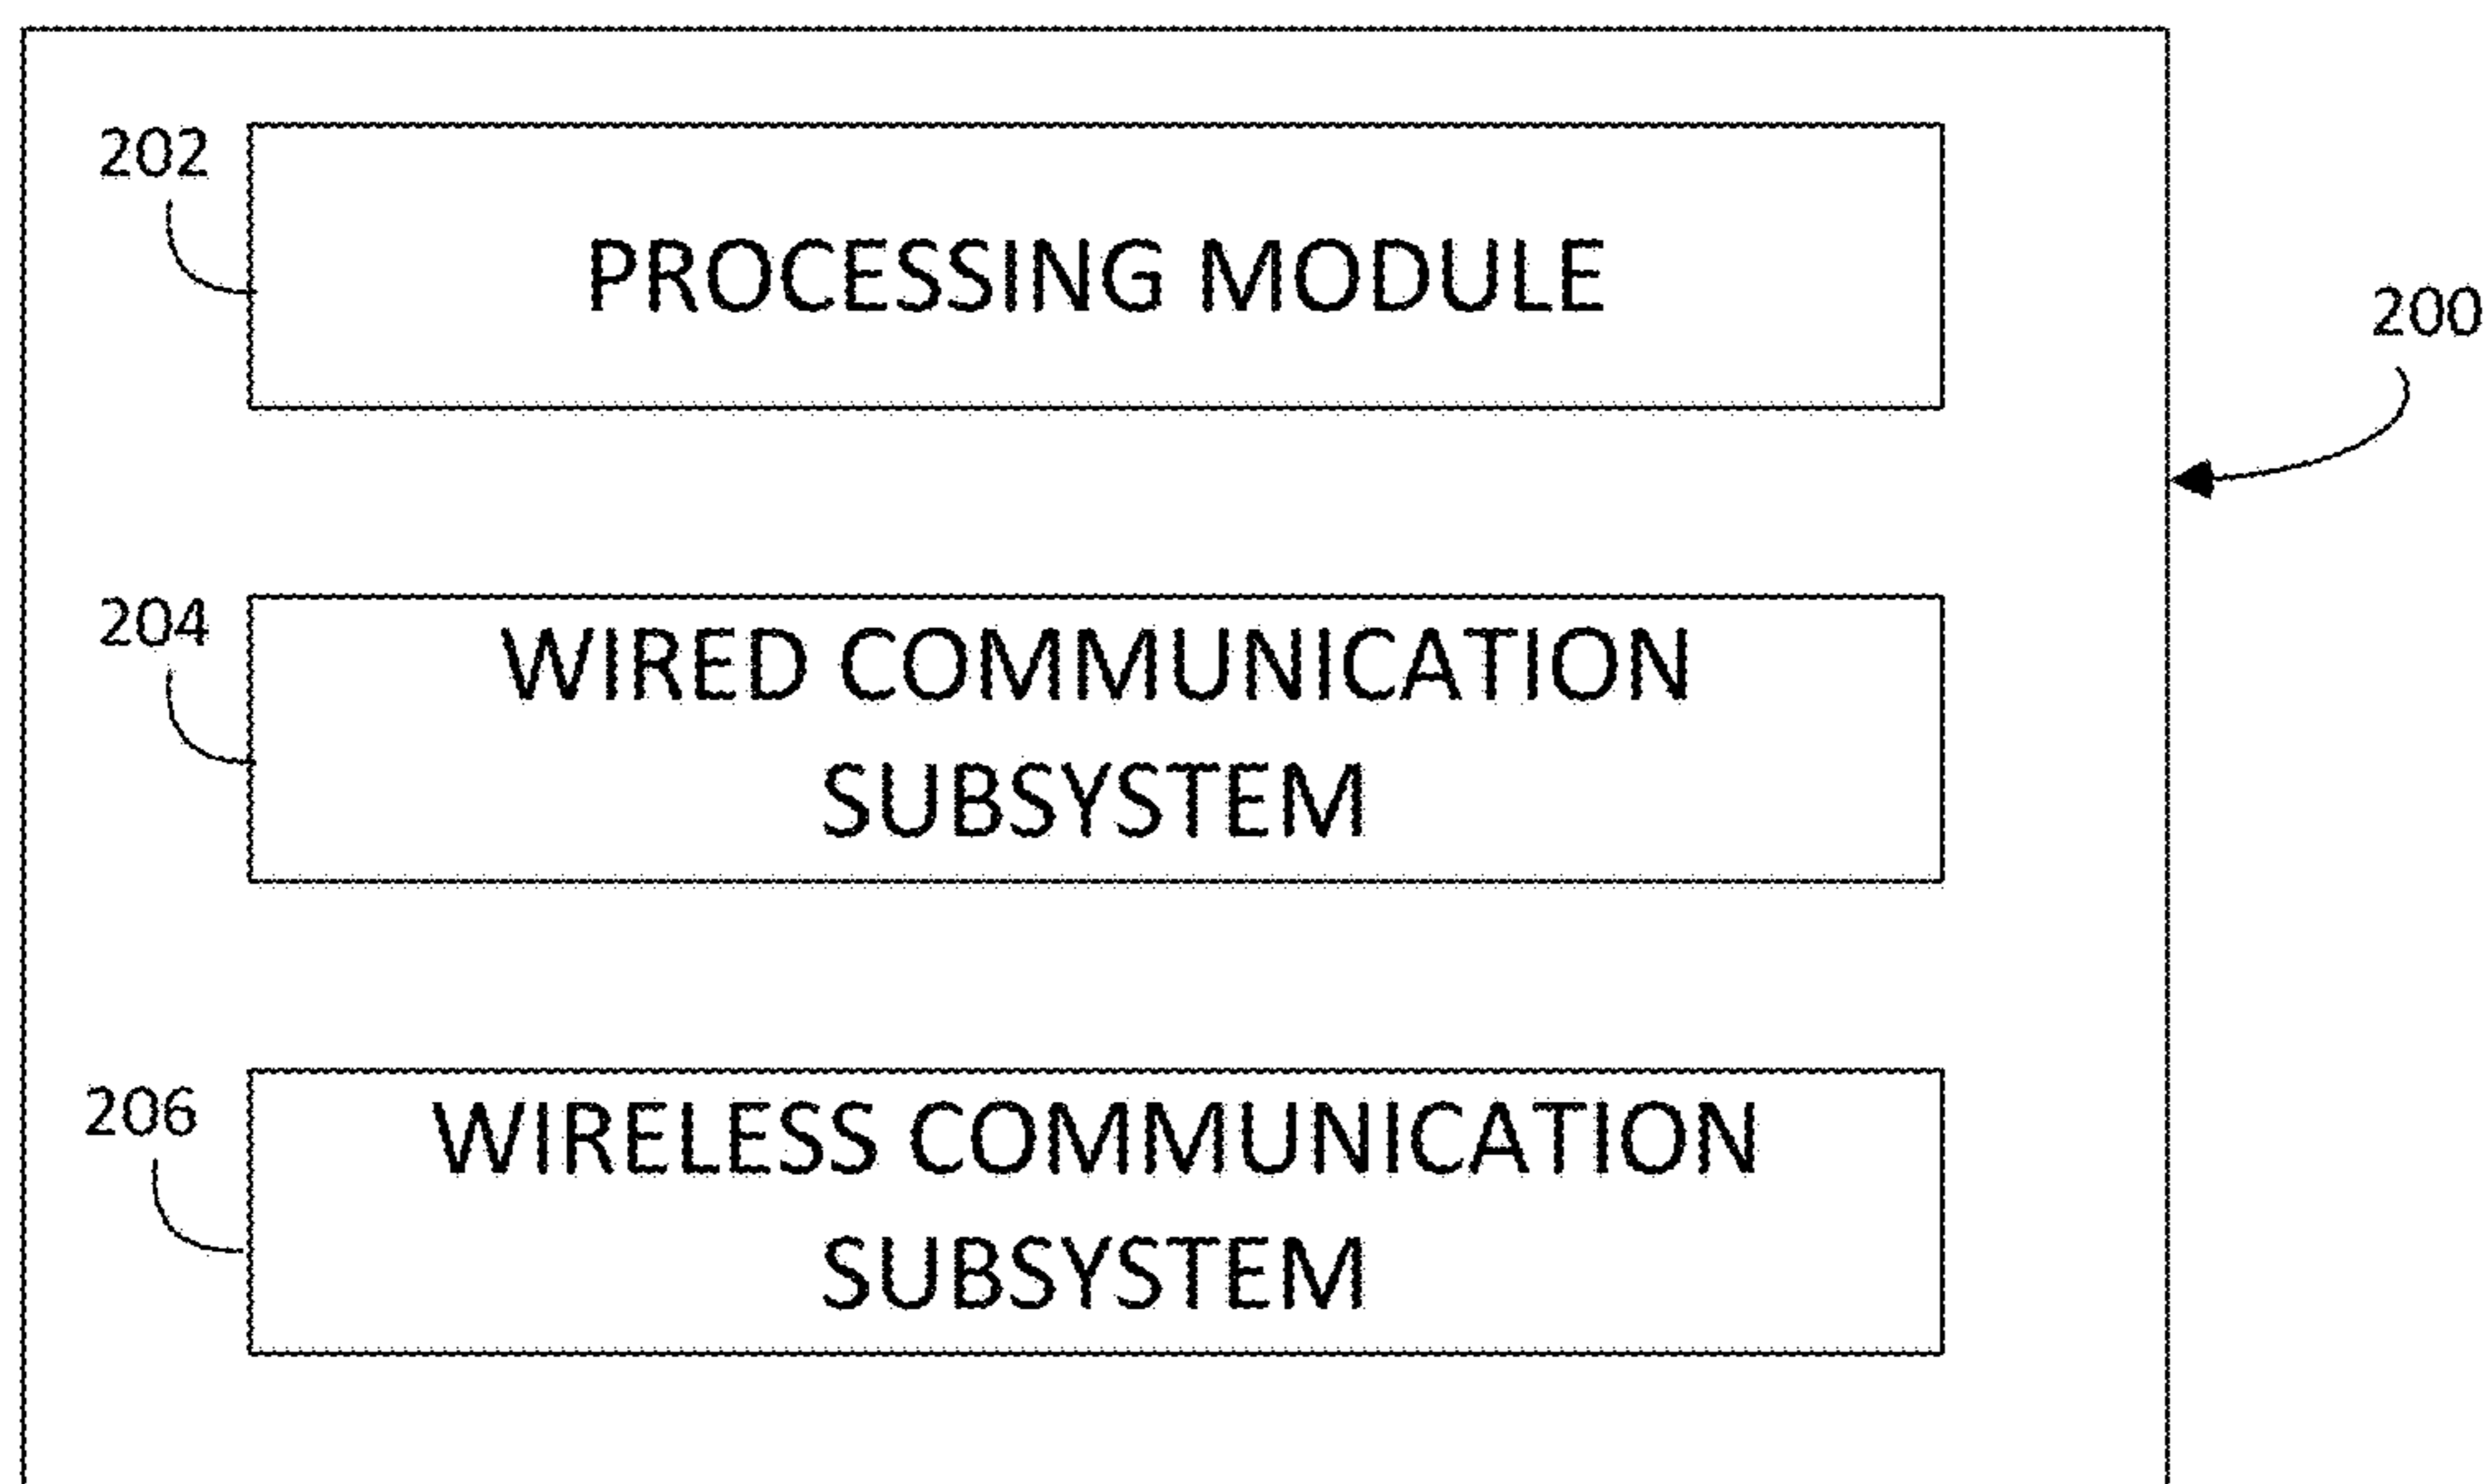 202
PROCESSING MODULE
200
204
WIRED COMMUNICATION
SUBSYSTEM
206
WIRELESS COMMUNICATION
SUBSYSTEM